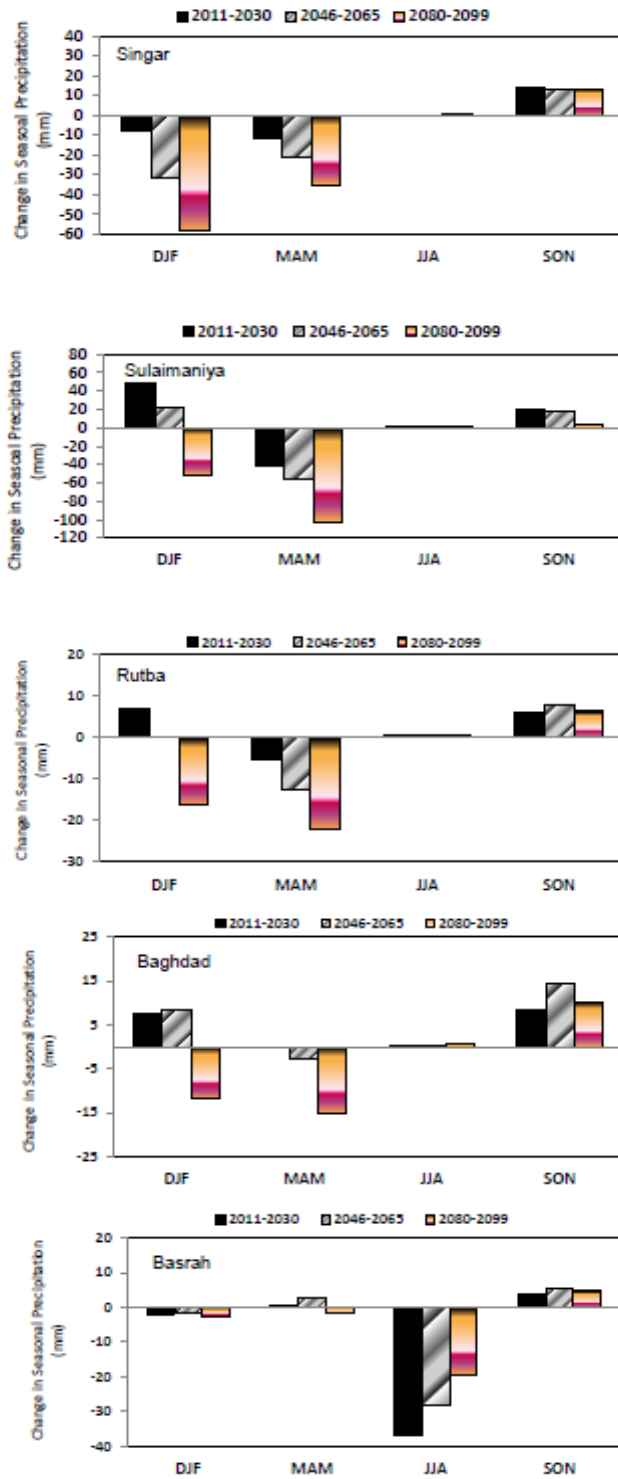 ■ 2011-2030 ■ 2046-2065 ■ 2080-2099
Singar
Change in Seasoal Precipitation
(mm)
40
30
20
10
0
-10
-20
-30
-40
-50
-60
DJF MAM JJA SON
■ 2011-2030 ■ 2046-2065 ■ 2080-2099
Sulaimaniya
Change in Seasoal Precipitation
(mm)
80
60
40
20
0
-20
-40
-60
-80
-100
-120
DJF MAM JJA SON
■ 2011-2030 ■ 2046-2065 ■ 2080-2099
Rutba
Change in Seasonal Precipitation
(mm)
20
10
0
-10
-20
-30
DJF MAM JJA SON
■ 2011-2030 ■ 2046-2065 ■ 2080-2099
Baghdad
Change in Seasonal Precipitation
(mm)
25
15
5
-5
-15
-25
DJF MAM JJA SON
■ 2011-2030 ■ 2046-2065 ■ 2080-2099
Basrah
Change in Seasonal Precipitation
(mm)
20
10
0
-10
-20
-30
-40
DJF MAM JJA SON